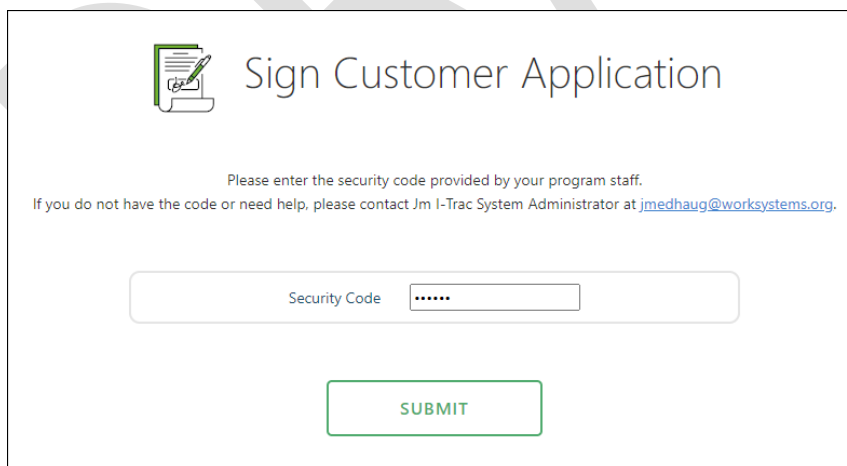 Sign Customer Application
Please enter the security code provided by your program staff.
If you do not have the code or need help, please contact Jm I-Trac System Administrator at jmedhaug@worksystems.org.
Security Code ••••••
SUBMIT